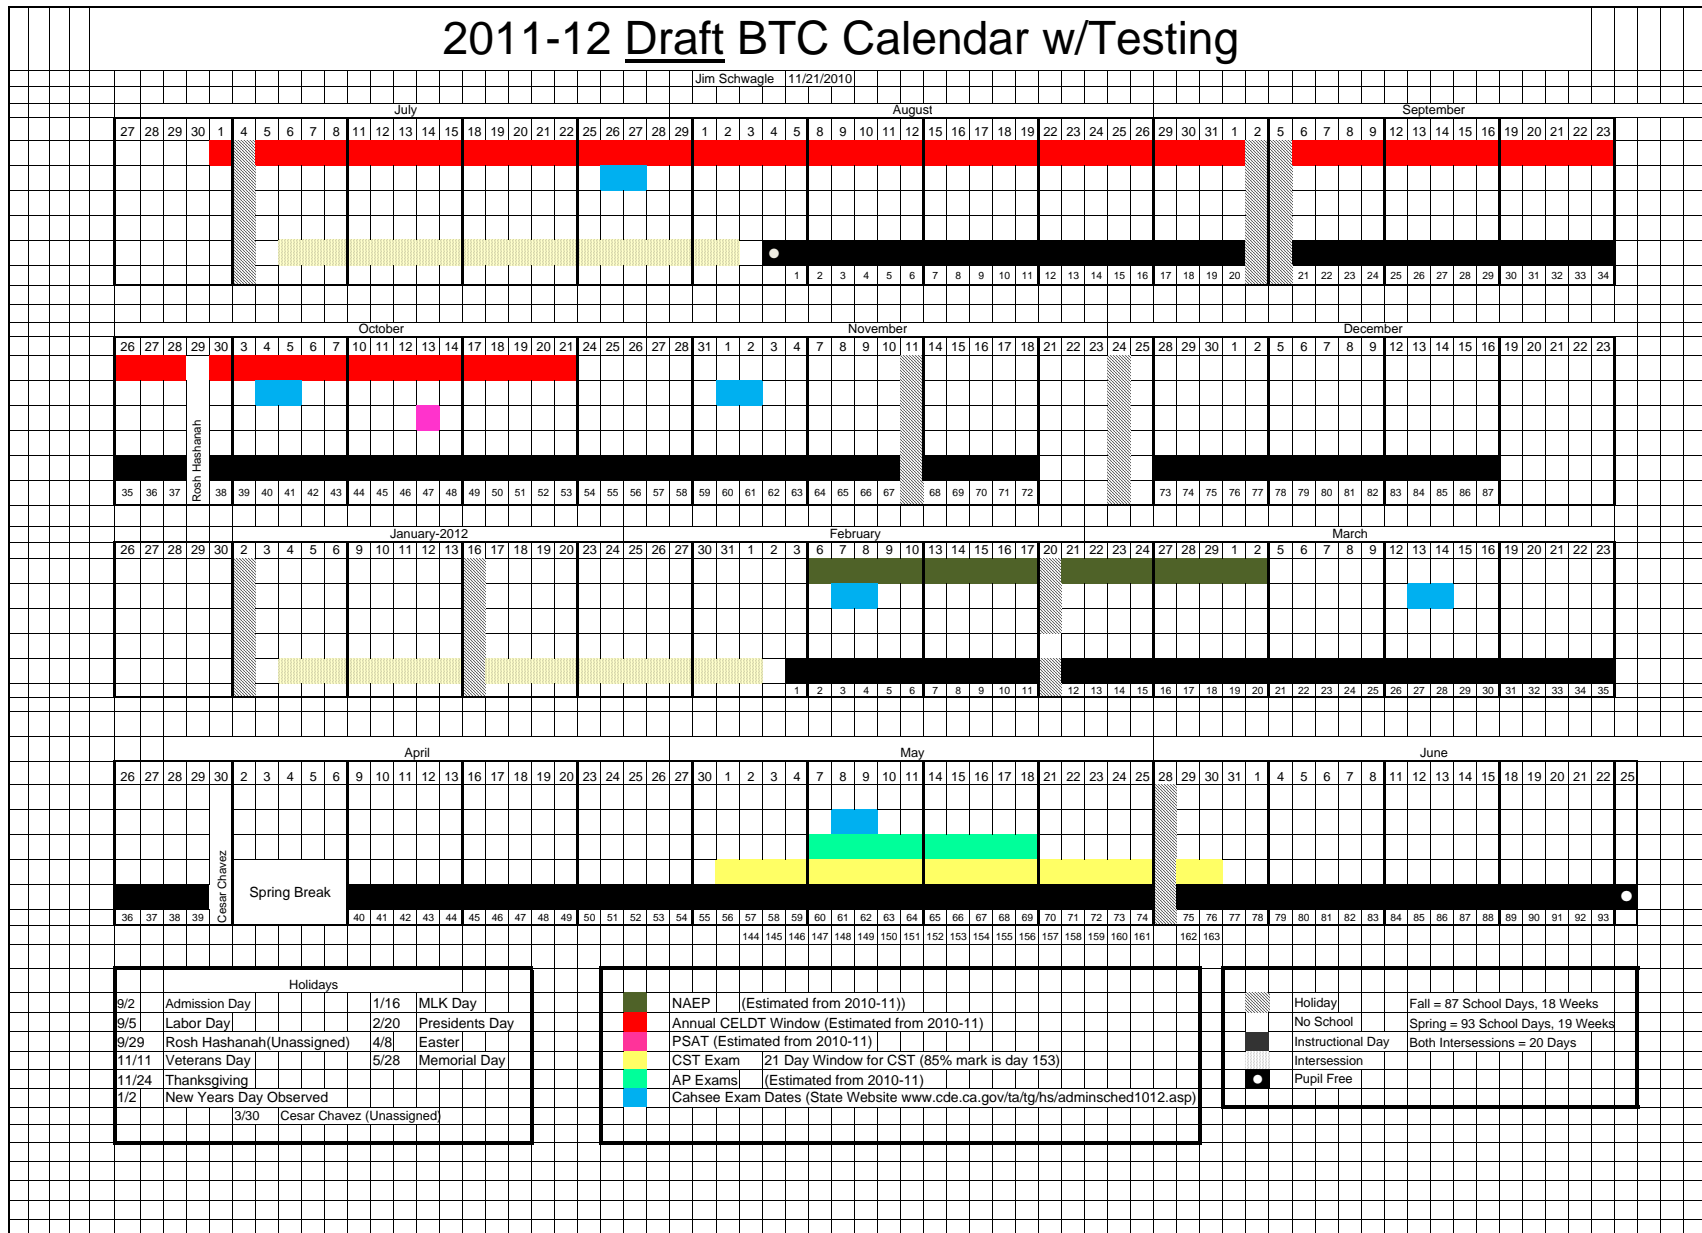 2011-12 Draft BTC Calendar w/Testing
Jim Schwagle 11/21/2010
July August September
27 28 29 30 1 4 5 6 7 8 11 12 13 14 15 18 19 20 21 22 25 26 27 28 29 1 2 3 4 5 8 9 10 11 12 15 16 17 18 19 22 23 24 25 26 29 30 31 1 2 5 6 7 8 9 12 13 14 15 16 19 20 21 22 23
1 2 3 4 5 6 7 8 9 10 11 12 13 14 15 16 17 18 19 20 21 22 23 24 25 26 27 28 29 30 31 32 33 34
October November December
26 27 28 29 30 3 4 5 6 7 10 11 12 13 14 17 18 19 20 21 24 25 26 27 28 31 1 2 3 4 7 8 9 10 11 14 15 16 17 18 21 22 23 24 25 28 29 30 1 2 5 6 7 8 9 12 13 14 15 16 19 20 21 22 23
Rosh Hashanah
35 36 37 38 39 40 41 42 43 44 45 46 47 48 49 50 51 52 53 54 55 56 57 58 59 60 61 62 63 64 65 66 67 68 69 70 71 72 73 74 75 76 77 78 79 80 81 82 83 84 85 86 87
January-2012 February March
26 27 28 29 30 2 3 4 5 6 9 10 11 12 13 16 17 18 19 20 23 24 25 26 27 30 31 1 2 3 6 7 8 9 10 13 14 15 16 17 20 21 22 23 24 27 28 29 1 2 5 6 7 8 9 12 13 14 15 16 19 20 21 22 23
1 2 3 4 5 6 7 8 9 10 11 12 13 14 15 16 17 18 19 20 21 22 23 24 25 26 27 28 29 30 31 32 33 34 35
April May June
26 27 28 29 30 2 3 4 5 6 9 10 11 12 13 16 17 18 19 20 23 24 25 26 27 30 1 2 3 4 7 8 9 10 11 14 15 16 17 18 21 22 23 24 25 28 29 30 31 1 4 5 6 7 8 11 12 13 14 15 18 19 20 21 22 25
Cesar Chavez
Spring Break
36 37 38 39 40 41 42 43 44 45 46 47 48 49 50 51 52 53 54 55 56 57 58 59 60 61 62 63 64 65 66 67 68 69 70 71 72 73 74 75 76 77 78 79 80 81 82 83 84 85 86 87 88 89 90 91 92 93
144 145 146 147 148 149 150 151 152 153 154 155 156 157 158 159 160 161 162 163
Holidays
9/2 Admission Day 1/16 MLK Day
9/5 Labor Day 2/20 Presidents Day
9/29 Rosh Hashanah(Unassigned) 4/8 Easter
11/11 Veterans Day 5/28 Memorial Day
11/24 Thanksgiving
1/2 New Years Day Observed
3/30 Cesar Chavez (Unassigned)
NAEP (Estimated from 2010-11))
Annual CELDT Window (Estimated from 2010-11)
PSAT (Estimated from 2010-11)
CST Exam 21 Day Window for CST (85% mark is day 153)
AP Exams (Estimated from 2010-11)
Cahsee Exam Dates (State Website www.cde.ca.gov/ta/tg/hs/adminsched1012.asp)
Holiday Fall = 87 School Days, 18 Weeks
No School Spring = 93 School Days, 19 Weeks
Instructional Day Both Intersessions = 20 Days
Intersession
Pupil Free